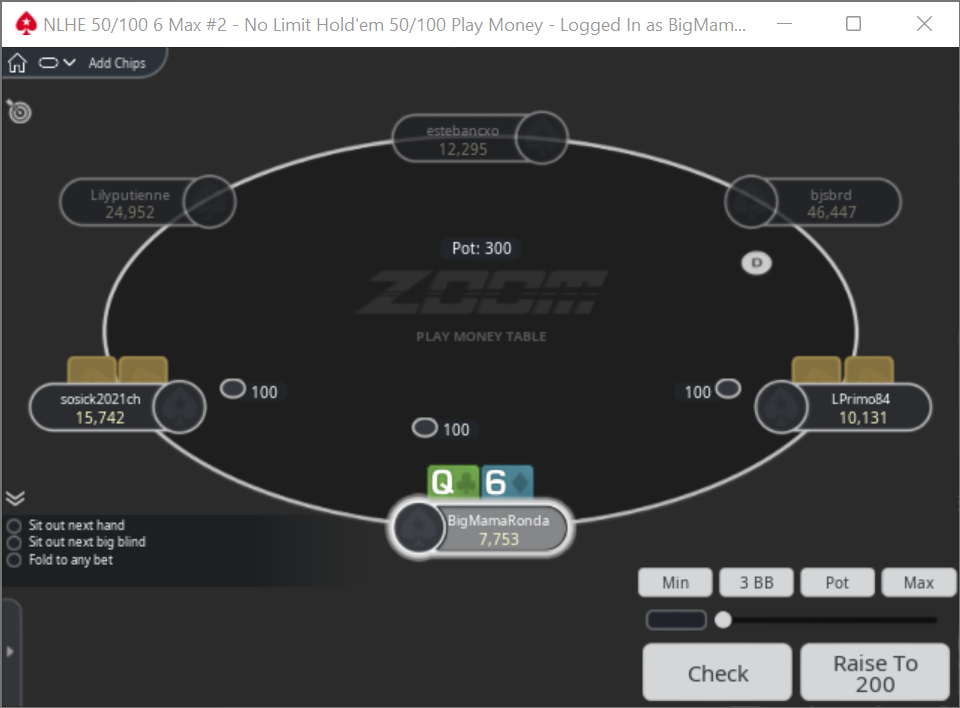 NLHE 50/100 6 Max #2 - No Limit Hold'em 50/100 Play Money - Logged In as BigMam...
Add Chips
estebancxo
12,295
Lilyputienne
24,952
bjsbrd
46,447
Pot: 300
D
ZOOM
PLAY MONEY TABLE
sosick2021ch
15,742
100
100
LPrimo84
10,131
100
Q 6
BigMamaRonda
7,753
Sit out next hand
Sit out next big blind
Fold to any bet
Min 3 BB Pot Max
Check
Raise To
200